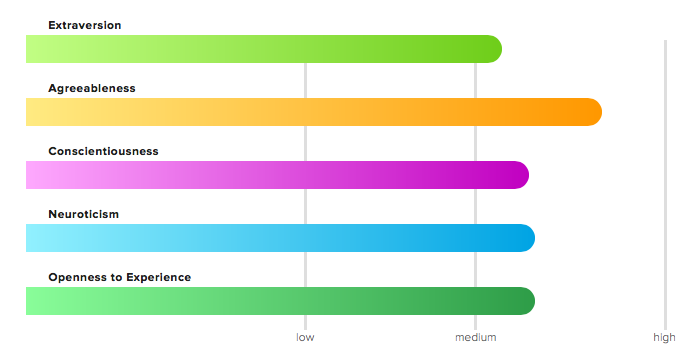 Extraversion
Agreeableness
Conscientiousness
Neuroticism
Openness to Experience
low medium high